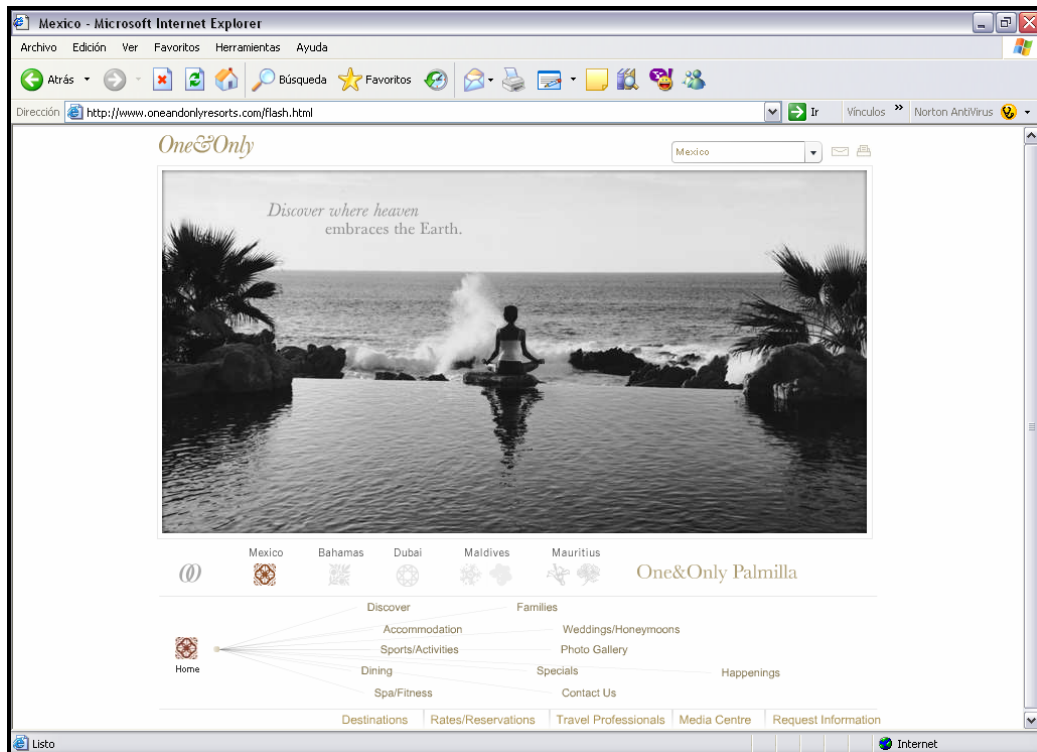 Mexico - Microsoft Internet Explorer
Archivo Edición Ver Favoritos Herramientas Ayuda
Atrás Búsqueda Favoritos
Dirección http://www.oneandonlyresorts.com/flash.html Ir Vínculos » Norton AntiVirus
One&Only
Mexico
Discover where heaven
embraces the Earth.
Mexico Bahamas Dubai Maldives Mauritius
One&Only Palmilla
Discover Families
Accommodation Weddings/Honeymoons
Sports/Activities Photo Gallery
Home
Dining Specials Happenings
Spa/Fitness Contact Us
Destinations Rates/Reservations Travel Professionals Media Centre Request Information
Listo Internet